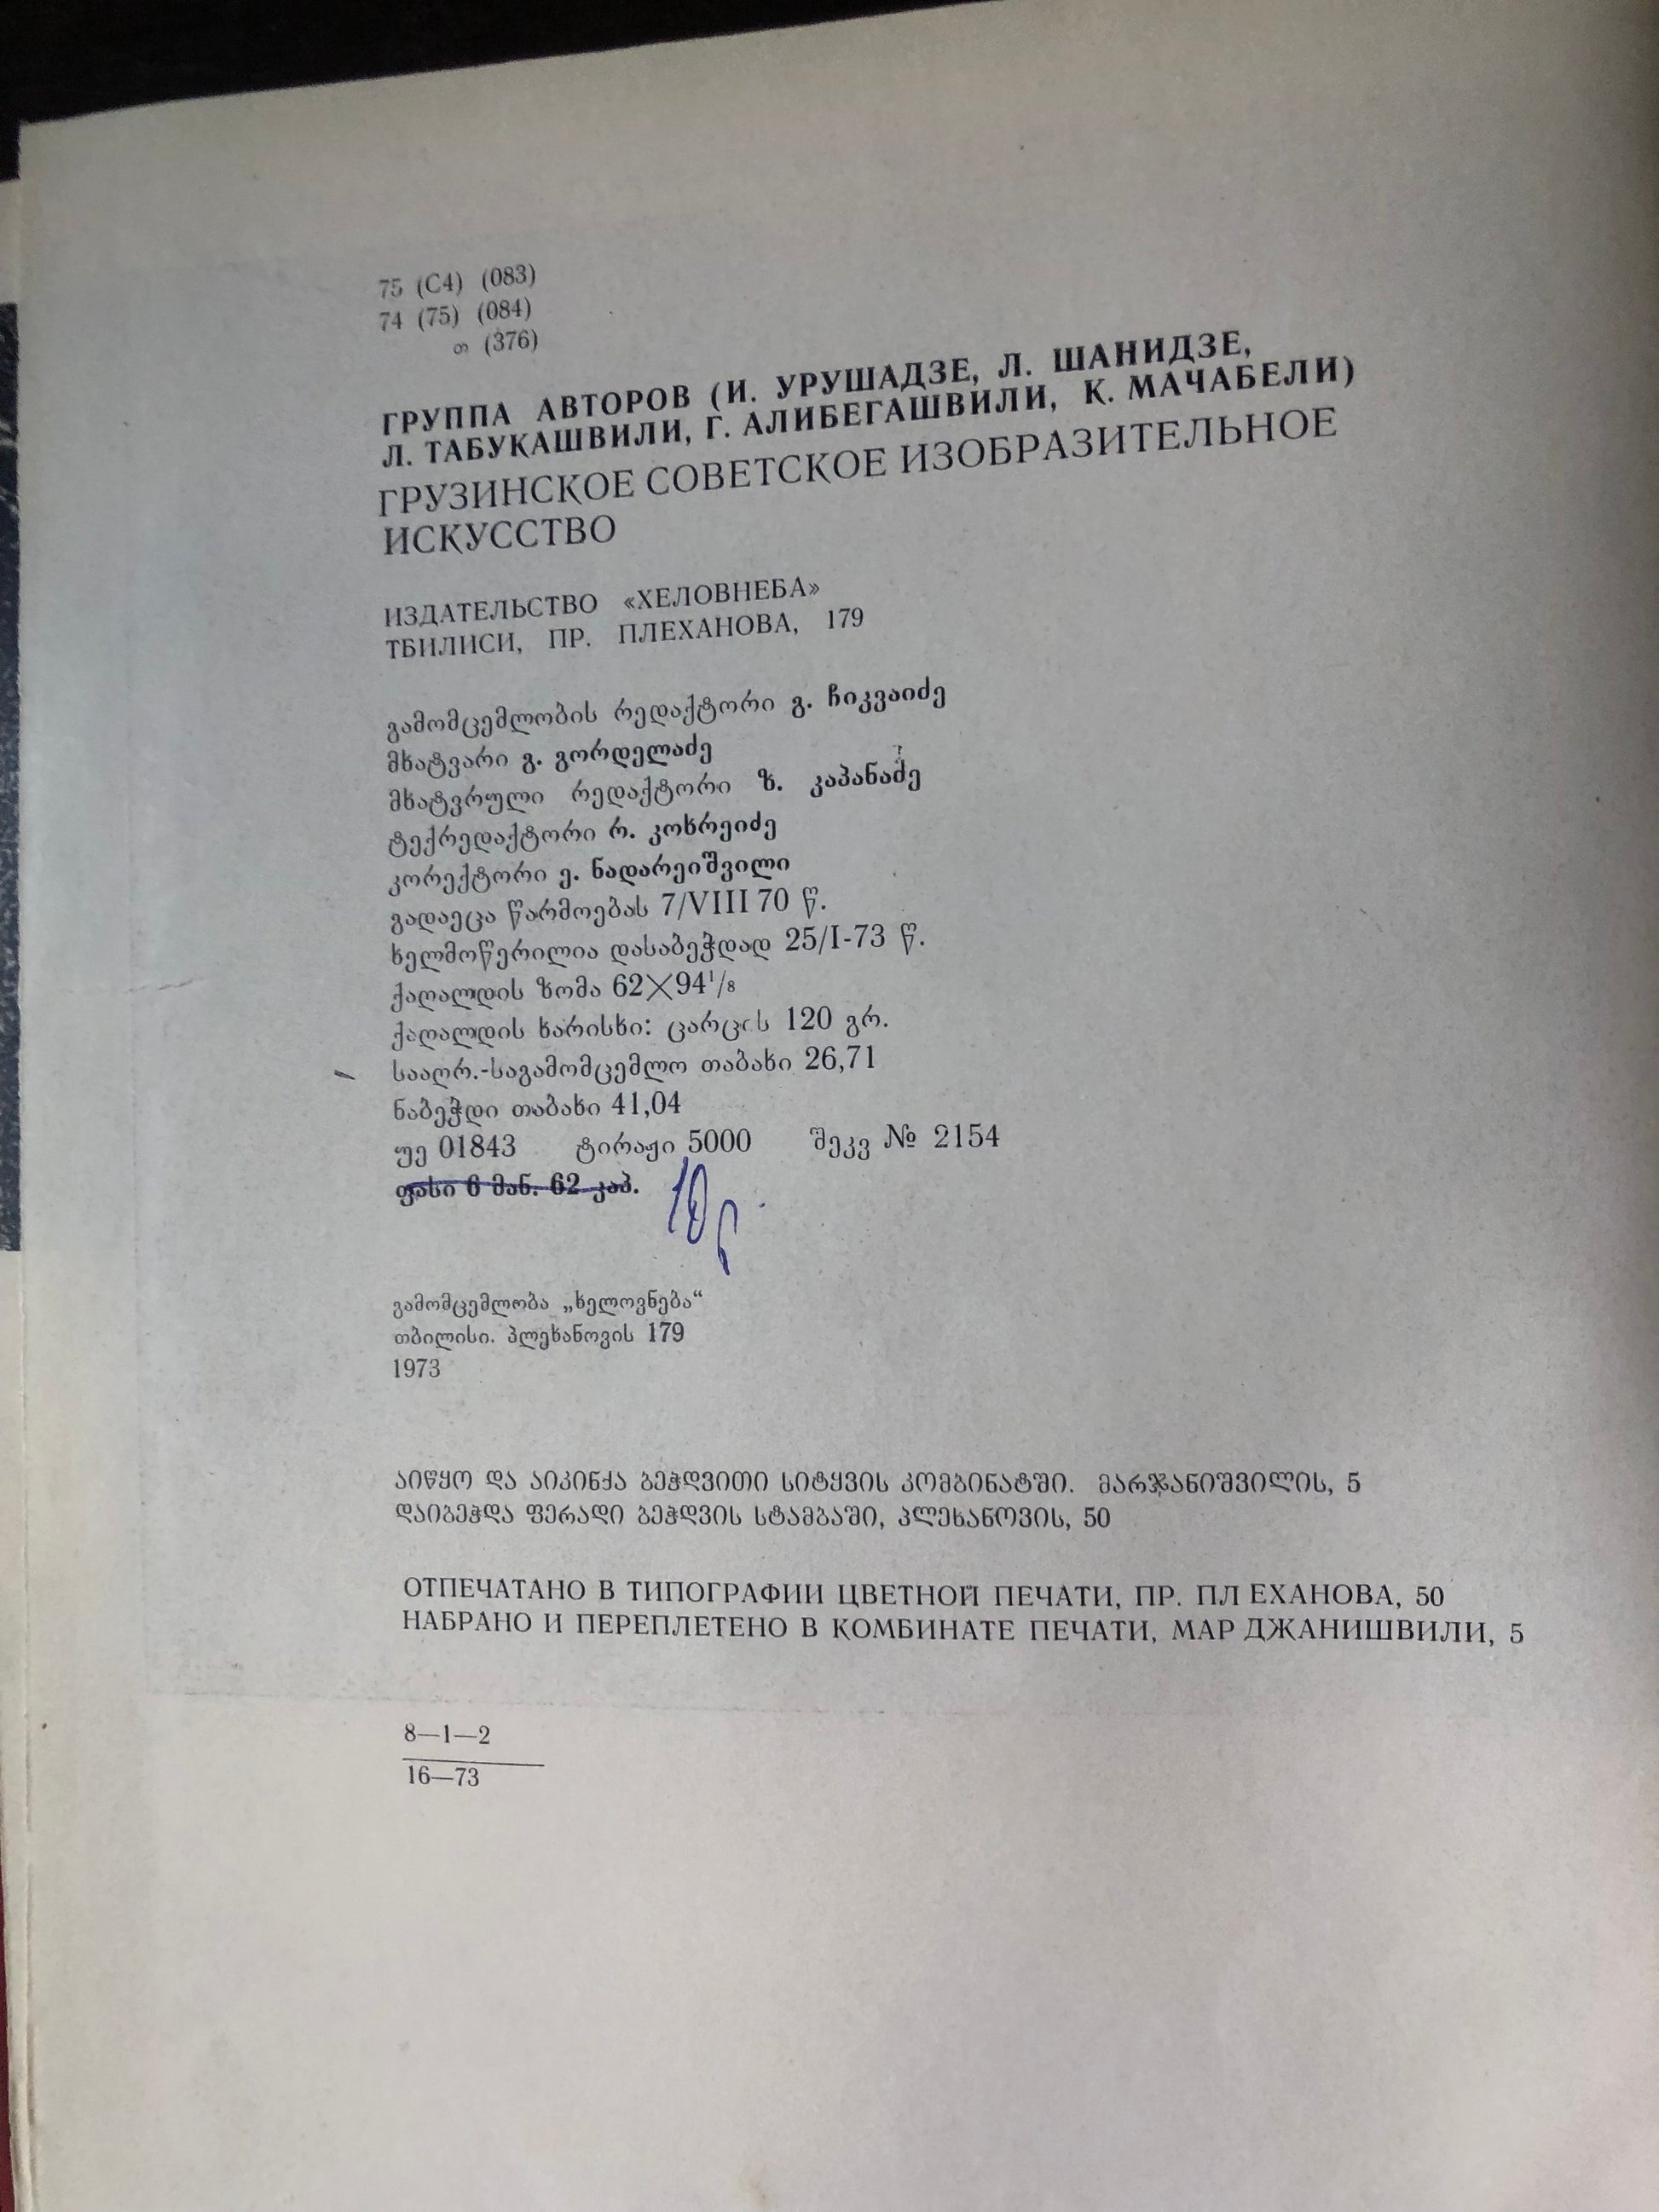 75 (С4) (083)
74 (75) (084)
თ (376)
ГРУППА АВТОРОВ (И. УРУШАДЗЕ, Л. ШАНИДЗЕ,
Л. ТАБУКАШВИЛИ, Г. АЛИБЕГАШВИЛИ, К. МАЧАБЕЛИ)
ГРУЗИНСКОЕ СОВЕТСКОЕ ИЗОБРАЗИТЕЛЬНОЕ
ИСКУССТВО
ИЗДАТЕЛЬСТВО «ХЕЛОВНЕБА»
ТБИЛИСИ, ПР. ПЛЕХАНОВА, 179
გამომცემლობის რედაქტორი გ. ჩიკვაიძე
მხატვარი გ. გორდელაძე
მხატვრული რედაქტორი ზ. კაპანაძე
ტექრედაქტორი რ. კოხრეიძე
კორექტორი ე. ნადარეიშვილი
გადაეცა წარმოებას 7/VIII 70 წ.
ხელმოწერილია დასაბეჭდად 25/I-73 წ.
ქაღალდის ზომა 62×94¹/₈
ქაღალდის ხარისხი: ცარცის 120 გრ.
სააღრ.-საგამომცემლო თაბახი 26,71
ნაბეჭდი თაბახი 41,04
უე 01843 ტირაჟი 5000 შეკვ № 2154
ფასი 6 მან. 62 კაპ.
10р.
გამომცემლობა „ხელოვნება“
თბილისი. პლეხანოვის 179
1973
აიწყო და აიკინძა ბეჭდვითი სიტყვის კომბინატში. მარჯანიშვილის, 5
დაიბეჭდა ფერადი ბეჭდვის სტამბაში, პლეხანოვის, 50
ОТПЕЧАТАНО В ТИПОГРАФИИ ЦВЕТНОЙ ПЕЧАТИ, ПР. ПЛ ЕХАНОВА, 50
НАБРАНО И ПЕРЕПЛЕТЕНО В КОМБИНАТЕ ПЕЧАТИ, МАР ДЖАНИШВИЛИ, 5
8—1—2
16—73